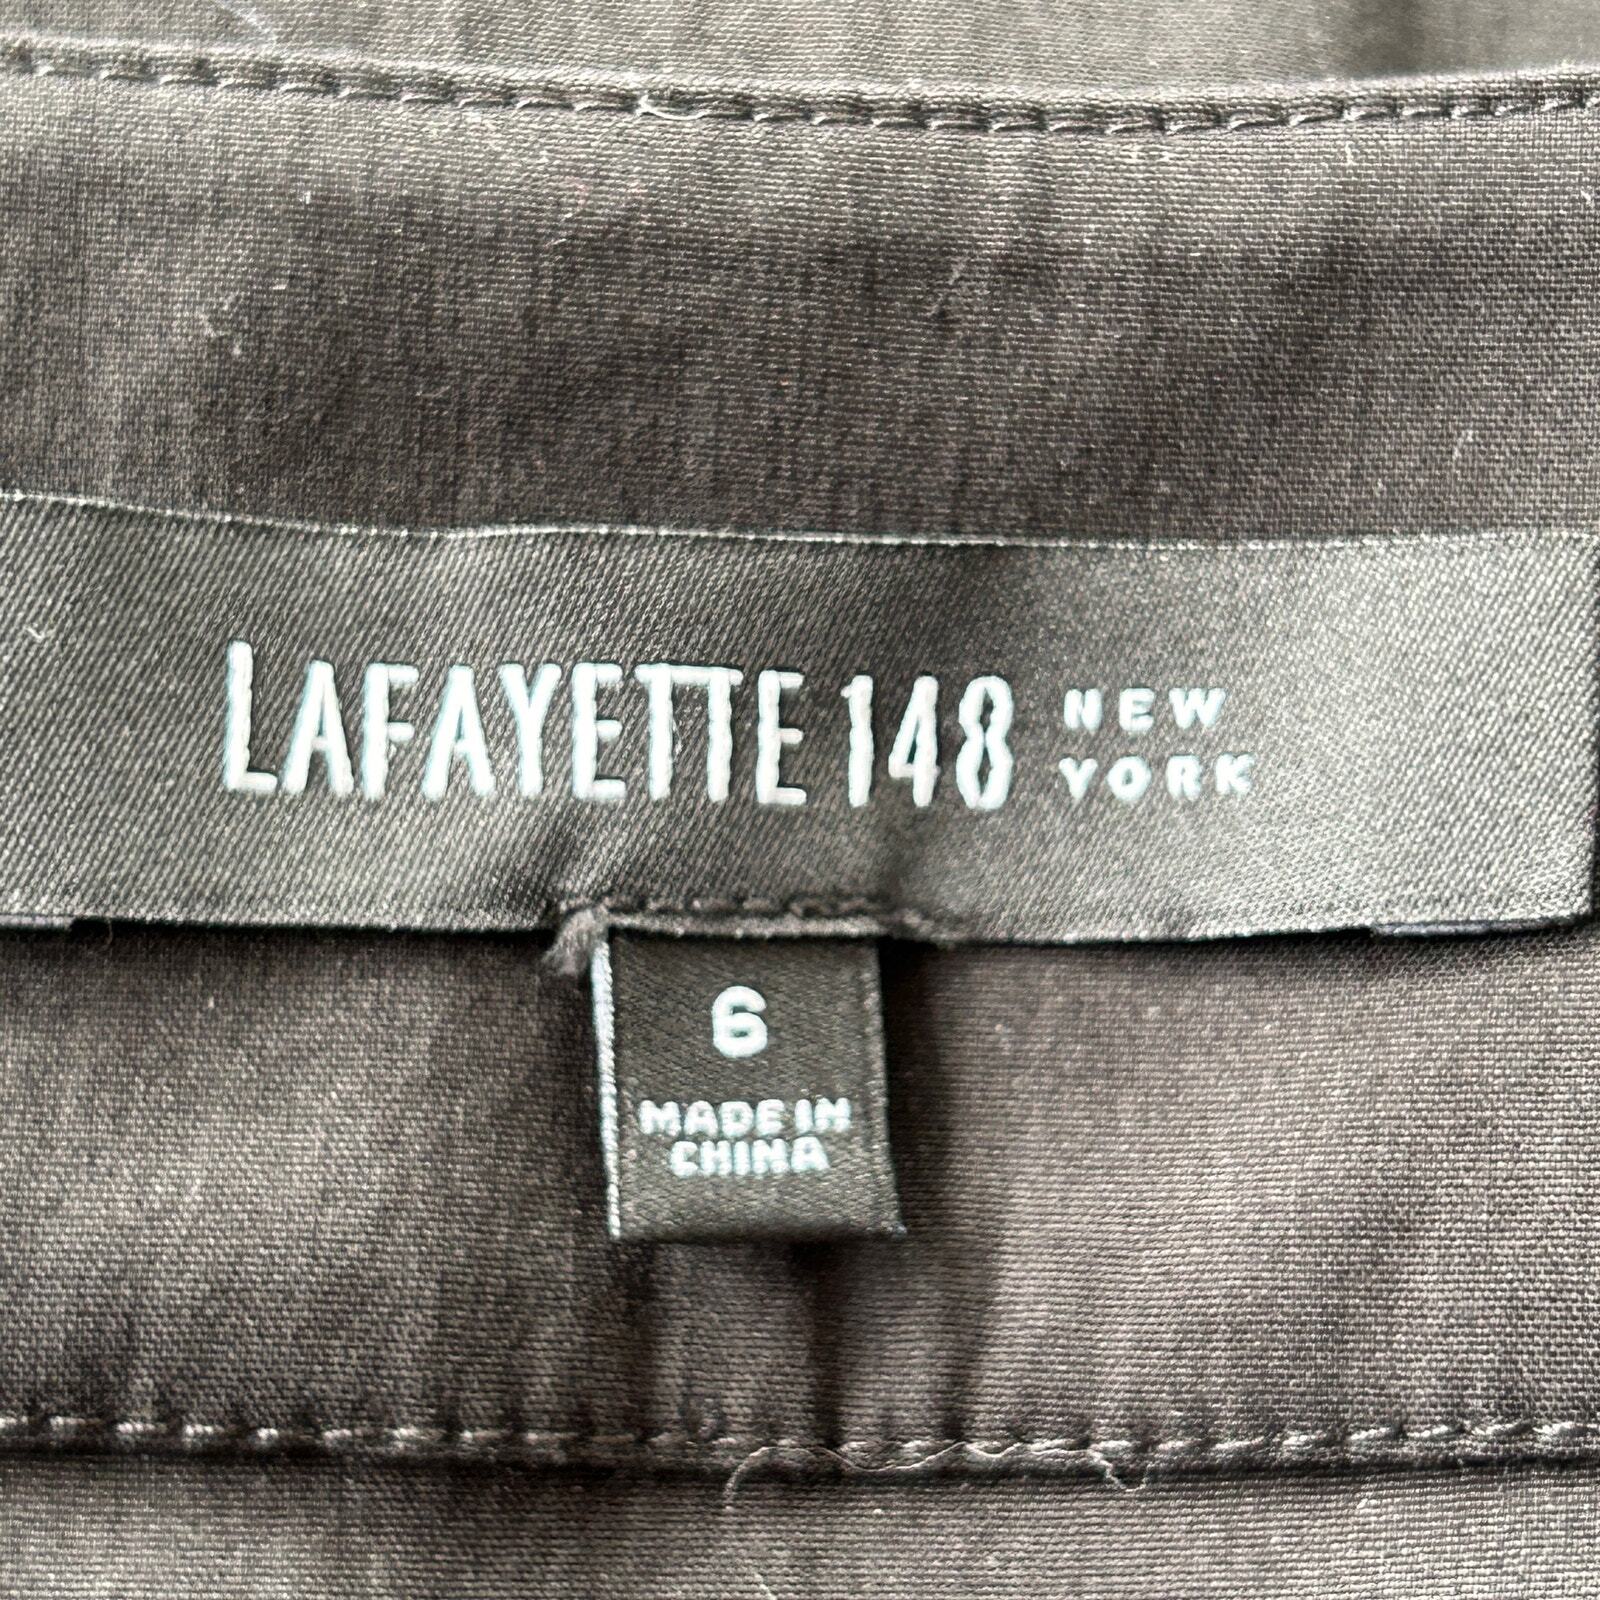 LAFAYETTE 148 NEW
YORK
6
MADE IN
CHINA